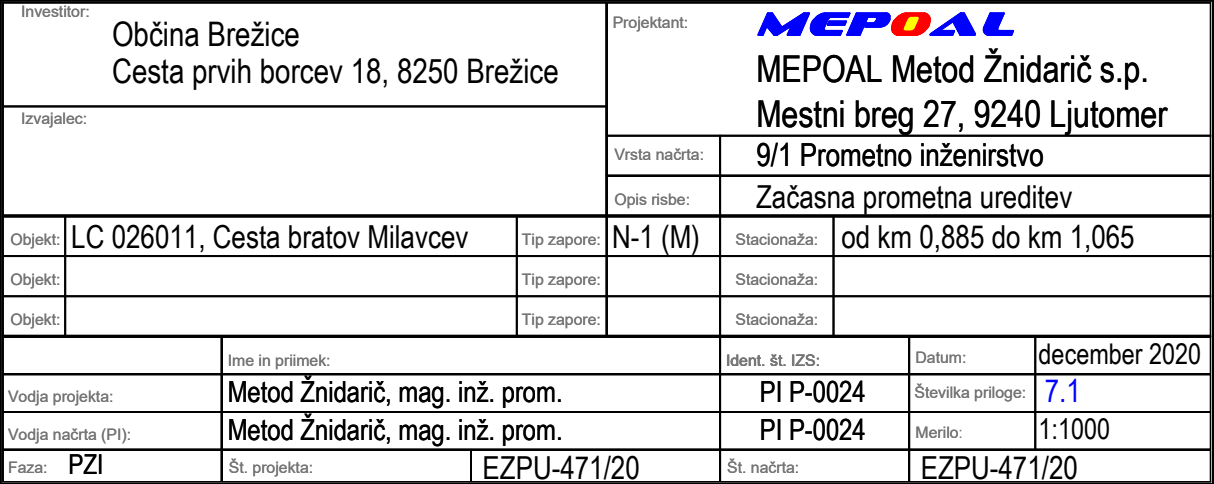 Investitor:
Občina Brežice
Cesta prvih borcev 18, 8250 Brežice
Izvajalec:
Projektant:
MEPOAL
MEPOAL Metod Žnidarič s.p.
Mestni breg 27, 9240 Ljutomer
Vrsta načrta: 9/1 Prometno inženirstvo
Opis risbe: Začasna prometna ureditev
Objekt: LC 026011, Cesta bratov Milavcev Tip zapore: N-1 (M) Stacionaža: od km 0,885 do km 1,065
Objekt: Tip zapore: Stacionaža:
Objekt: Tip zapore: Stacionaža:
Ime in priimek: Ident. št. IZS: Datum: december 2020
Vodja projekta: Metod Žnidarič, mag. inž. prom. PI P-0024 Številka priloge: 7.1
Vodja načrta (PI): Metod Žnidarič, mag. inž. prom. PI P-0024 Merilo: 1:1000
Faza: PZI Št. projekta: EZPU-471/20 Št. načrta: EZPU-471/20